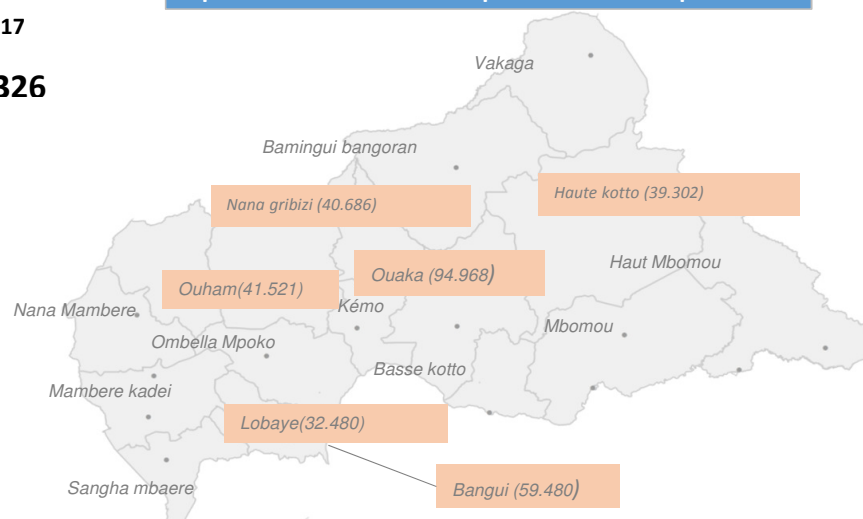 17
326
Vakaga
Bamingui bangoran
Nana gribizi (40.686)
Haute kotto (39.302)
Ouham(41.521)
Ouaka (94.968)
Haut Mbomou
Nana Mambere
Kémo
Mbomou
Ombella Mpoko
Basse kotto
Mambere kadei
Lobaye(32.480)
Sangha mbaere
Bangui (59.480)